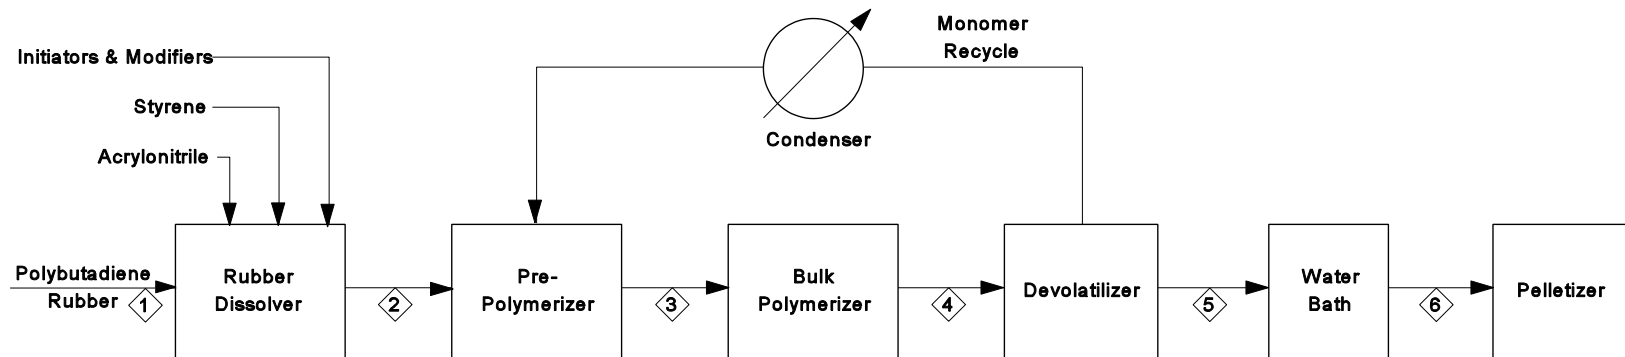 Monomer
Recycle
Initiators & Modifiers
Styrene
Condenser
Acrylonitrile
Polybutadiene
Rubber
1
Rubber
Dissolver
2
Pre-
Polymerizer
3
Bulk
Polymerizer
4
Devolatilizer
5
Water
Bath
6
Pelletizer